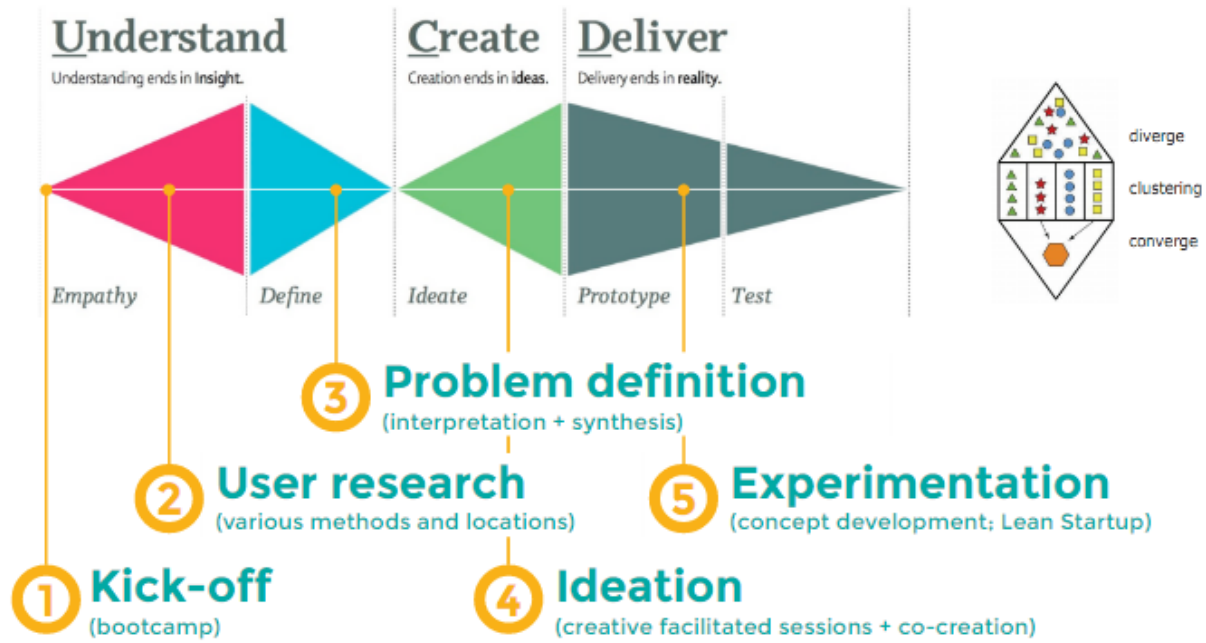 Understand
Understanding ends in Insight.
Create
Creation ends in ideas.
Deliver
Delivery ends in reality.
diverge
clustering
converge
Empathy
Define
Ideate
Prototype
Test
3
Problem definition
(interpretation + synthesis)
2
User research
(various methods and locations)
5
Experimentation
(concept development; Lean Startup)
1
Kick-off
(bootcamp)
4
Ideation
(creative facilitated sessions + co-creation)